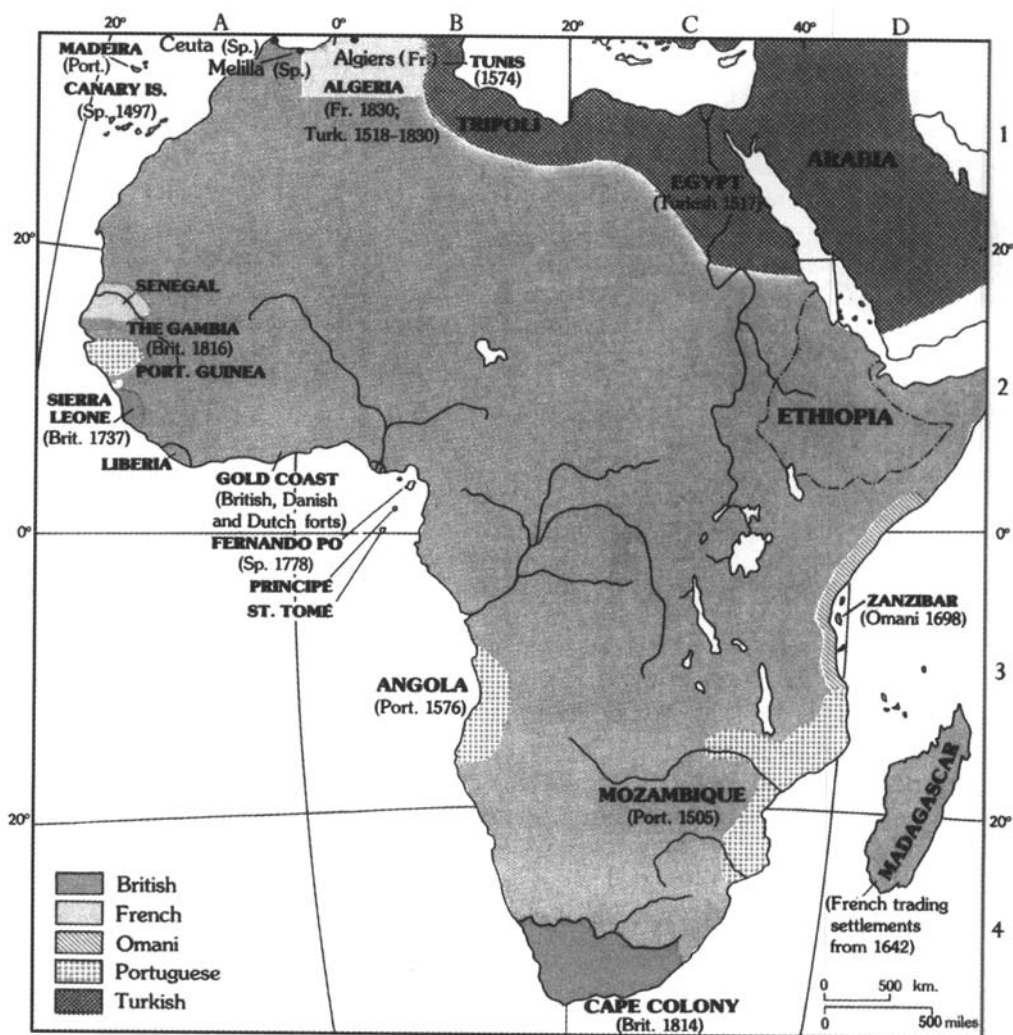 20° A 0° B 20° C 40° D
MADEIRA
(Port.)
CANARY IS.
(Sp. 1497)
Ceuta (Sp.)
Melilla (Sp.)
Algiers (Fr.)
ALGERIA
(Fr. 1830;
Turk. 1518–1830)
TUNIS
(1574)
TRIPOLI
EGYPT
(Turkish 1517)
ARABIA
1
20°
20°
SENEGAL
THE GAMBIA
(Brit. 1816)
PORT. GUINEA
SIERRA
LEONE
(Brit. 1737)
LIBERIA
GOLD COAST
(British, Danish
and Dutch forts)
FERNANDO PO
(Sp. 1778)
PRINCIPÉ
ST. TOMÉ
ETHIOPIA
2
0°
0°
ZANZIBAR
(Omani 1698)
3
ANGOLA
(Port. 1576)
MOZAMBIQUE
(Port. 1505)
MADAGASCAR
(French trading
settlements
from 1642)
20°
20°
4
CAPE COLONY
(Brit. 1814)
British
French
Omani
Portuguese
Turkish
0 500 km.
0 500 miles